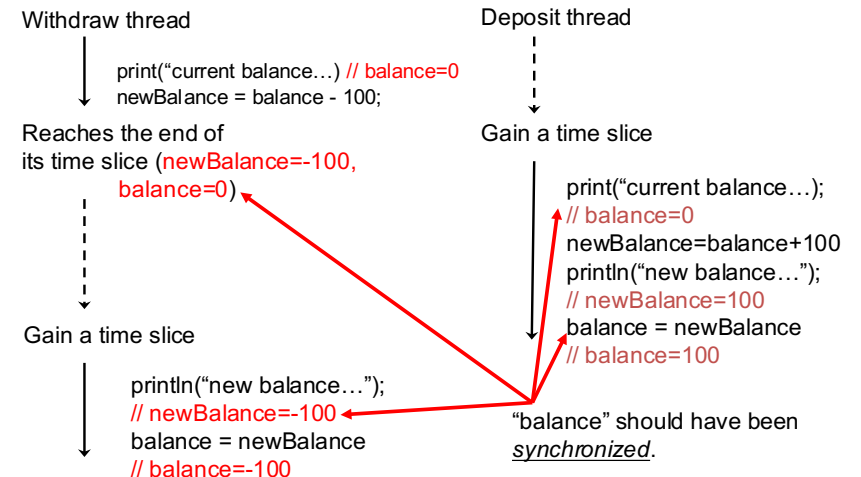 Withdraw thread
print(“current balance…) // balance=0
newBalance = balance - 100;
Reaches the end of
its time slice (newBalance=-100,
balance=0)
Gain a time slice
println(“new balance…”);
// newBalance=-100
balance = newBalance
// balance=-100
Deposit thread
Gain a time slice
print(“current balance…);
// balance=0
newBalance=balance+100
println(“new balance…”);
// newBalance=100
balance = newBalance
// balance=100
“balance” should have been
synchronized.